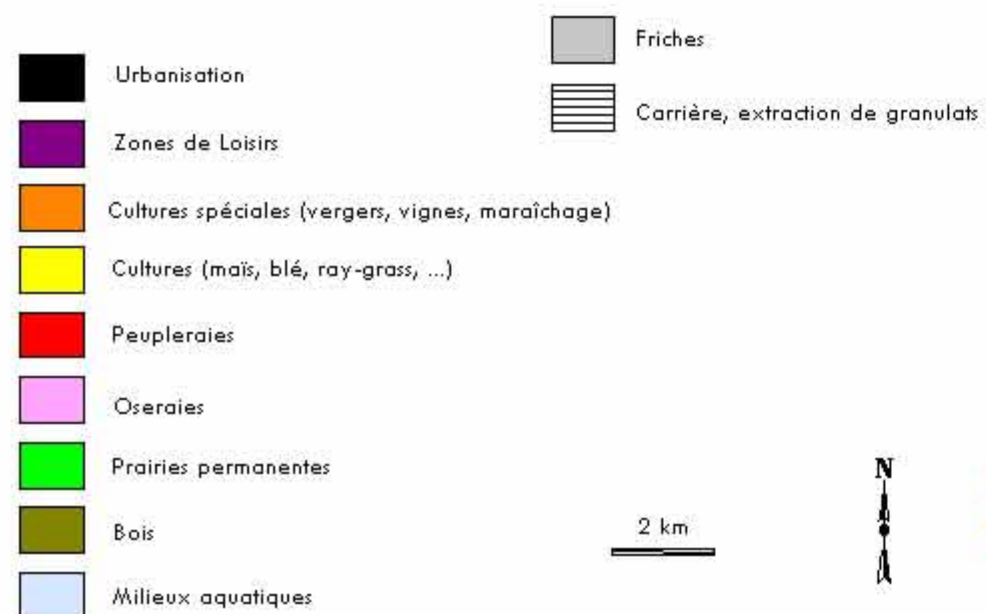 Urbanisation
Zones de Loisirs
Cultures spéciales (vergers, vignes, maraîchage)
Cultures (maïs, blé, ray-grass, ...)
Peupleraies
Oseraies
Prairies permanentes
Bois
Milieux aquatiques
Friches
Carrière, extraction de granulats
2 km
N